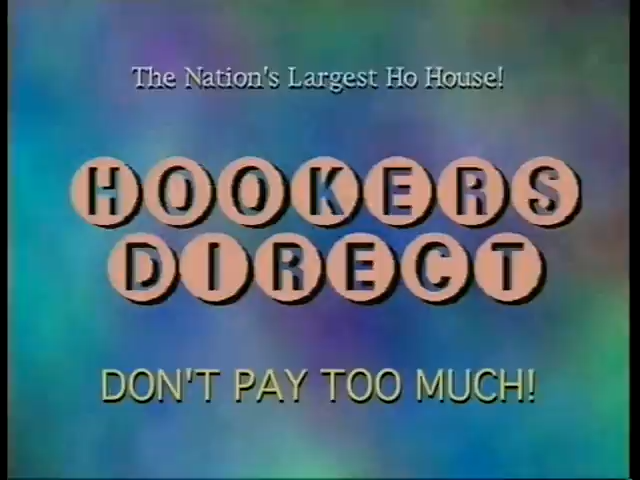 The Nation's Largest Ho House!
HOOKERS
DIRECT
DON'T PAY TOO MUCH!